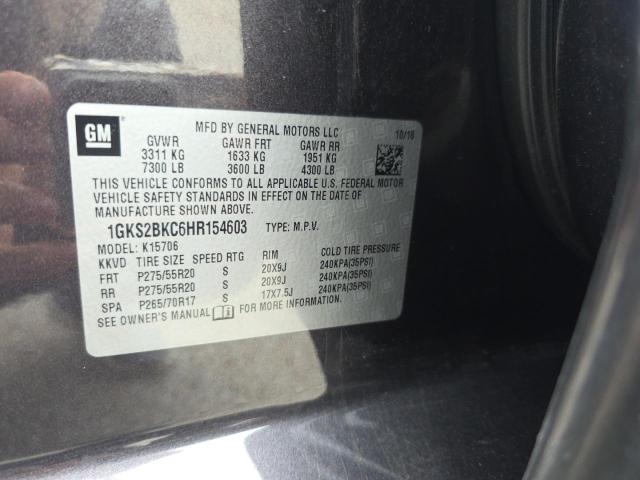 GM
MFD BY GENERAL MOTORS LLC
10/16
GVWR GAWR FRT GAWR RR
3311 KG 1633 KG 1951 KG
7300 LB 3600 LB 4300 LB
THIS VEHICLE CONFORMS TO ALL APPLICABLE U.S. FEDERAL MOTOR
VEHICLE SAFETY STANDARDS IN EFFECT ON THE DATE OF
MANUFACTURE SHOWN ABOVE.
1GKS2BKC6HR154603 TYPE: M.P.V.
MODEL: K15706
KKVD TIRE SIZE SPEED RTG RIM COLD TIRE PRESSURE
FRT P275/55R20 S 20X9J 240KPA(35PSI)
RR P275/55R20 S 20X9J 240KPA(35PSI)
SPA P265/70R17 S 17X7.5J 240KPA(35PSI)
SEE OWNER'S MANUAL FOR MORE INFORMATION.